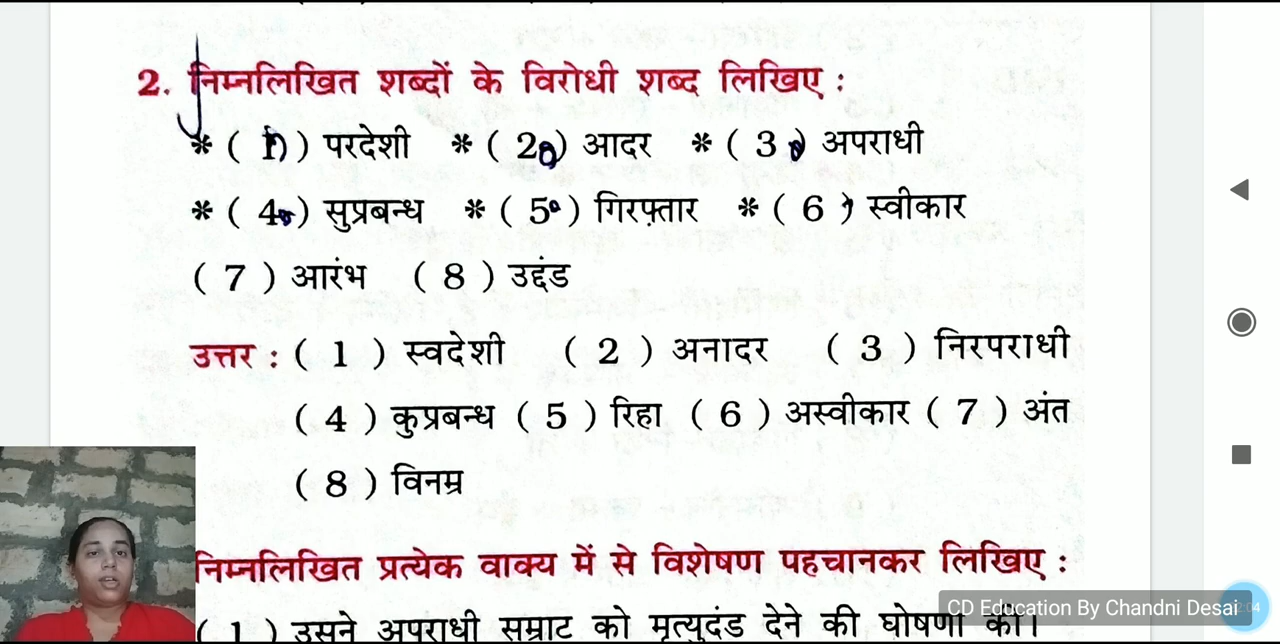 2. निम्नलिखित शब्दों के विरोधी शब्द लिखिए :
* ( 1 ) परदेशी * ( 2 ) आदर * ( 3 ) अपराधी
* ( 4 ) सुप्रबन्ध * ( 5 ) गिरफ़्तार * ( 6 ) स्वीकार
( 7 ) आरंभ ( 8 ) उद्दंड
उत्तर : ( 1 ) स्वदेशी ( 2 ) अनादर ( 3 ) निरपराधी
( 4 ) कुप्रबन्ध ( 5 ) रिहा ( 6 ) अस्वीकार ( 7 ) अंत
( 8 ) विनम्र
निम्नलिखित प्रत्येक वाक्य में से विशेषण पहचानकर लिखिए :
( 1 ) उसने अपराधी सम्राट को मृत्युदंड देने की घोषणा की।
CD Education By Chandni Desai